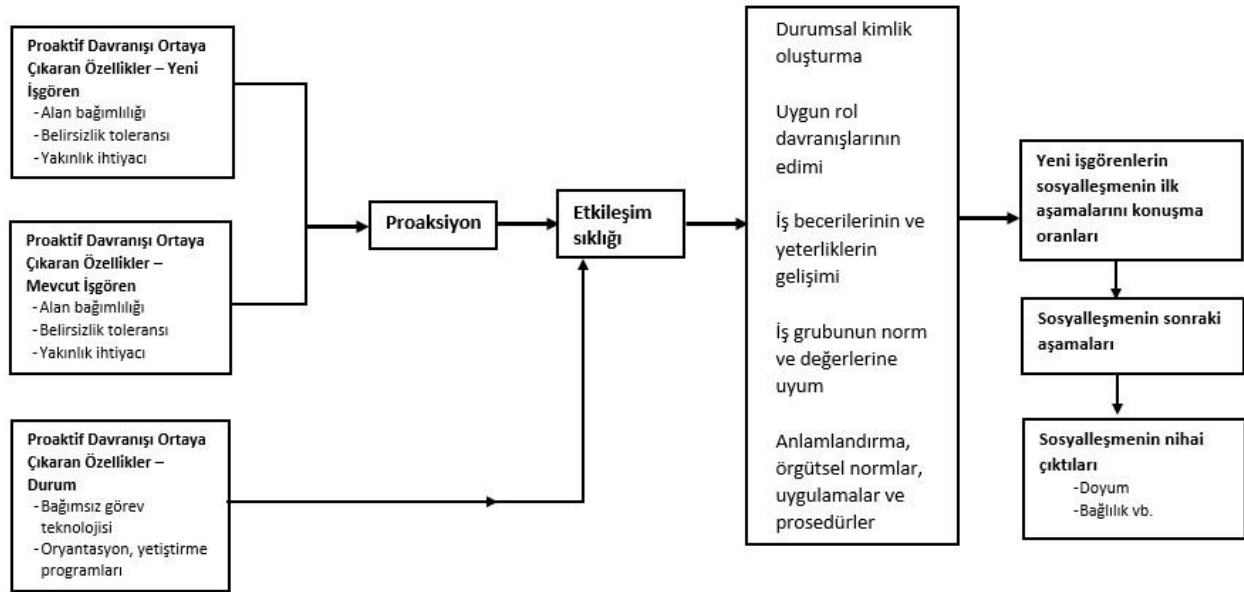 Proaktif Davranışı Ortaya
Çıkaran Özellikler – Yeni
İşgören
-Alan bağımlılığı
-Belirsizlik toleransı
-Yakınlık ihtiyacı
Proaktif Davranışı Ortaya
Çıkaran Özellikler –
Mevcut İşgören
-Alan bağımlılığı
-Belirsizlik toleransı
-Yakınlık ihtiyacı
Proaktif Davranışı Ortaya
Çıkaran Özellikler –
Durum
-Bağımsız görev
teknolojisi
-Oryantasyon, yetiştirme
programları
Proaksiyon
Etkileşim
sıklığı
Durumsal kimlik
oluşturma
Uygun rol
davranışlarının
edimi
İş becerilerinin ve
yeterliklerin
gelişimi
İş grubunun norm
ve değerlerine
uyum
Anlamlandırma,
örgütsel normlar,
uygulamalar ve
prosedürler
Yeni işgörenlerin
sosyalleşmenin ilk
aşamalarını konuşma
oranları
Sosyalleşmenin sonraki
aşamaları
Sosyalleşmenin nihai
çıktıları
-Doyum
-Bağlılık vb.